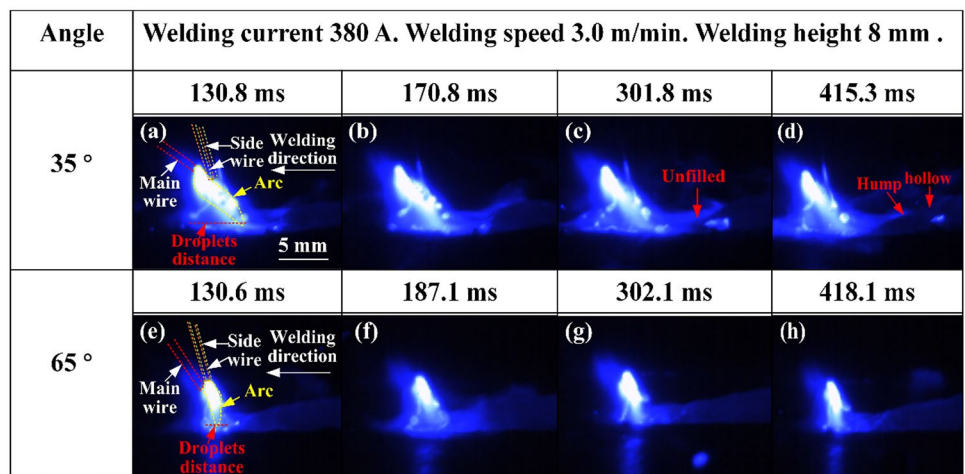 Angle
Welding current 380 A. Welding speed 3.0 m/min. Welding height 8 mm .
35 °
130.8 ms
170.8 ms
301.8 ms
415.3 ms
(a)
Side
wire
Welding
direction
Main
wire
Arc
Droplets
distance
5 mm
(b)
(c)
Unfilled
(d)
Hump
hollow
65 °
130.6 ms
187.1 ms
302.1 ms
418.1 ms
(e)
Side
wire
Welding
direction
Main
wire
Arc
Droplets
distance
(f)
(g)
(h)